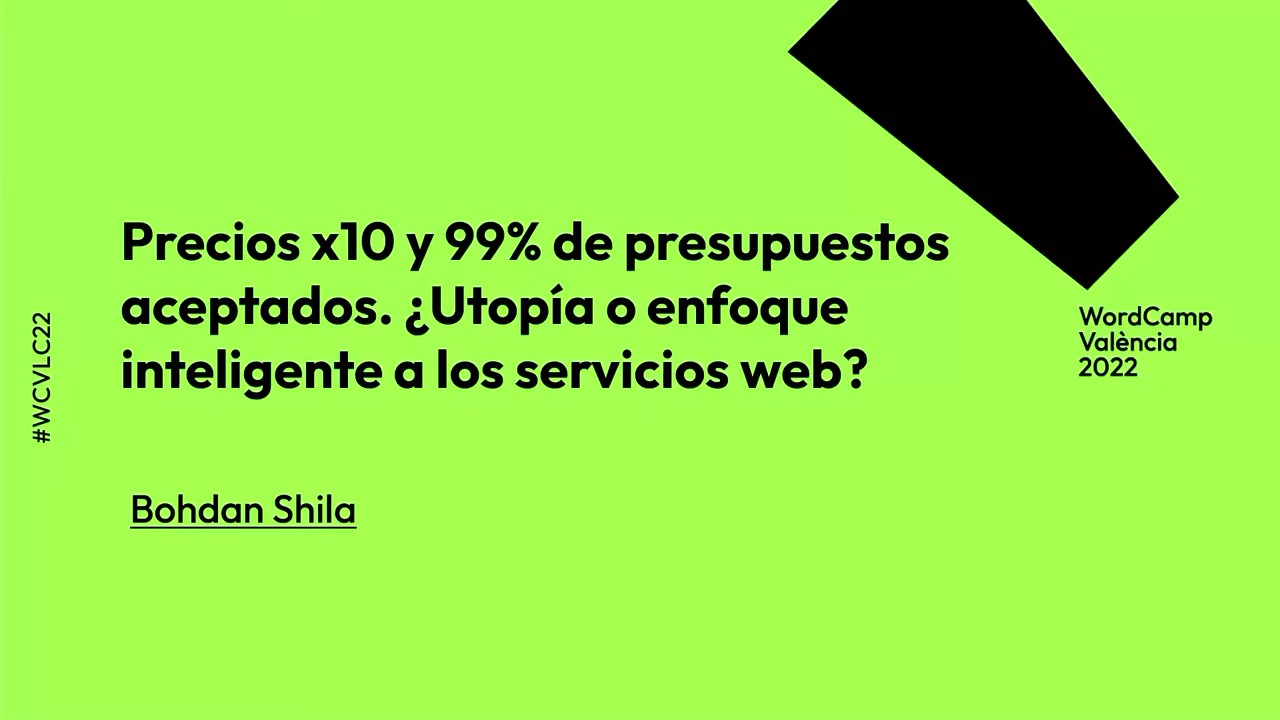 Precios x10 y 99% de presupuestos
aceptados. ¿Utopía o enfoque
inteligente a los servicios web?
Bohdan Shila
WordCamp
València
2022
#WCVLC22